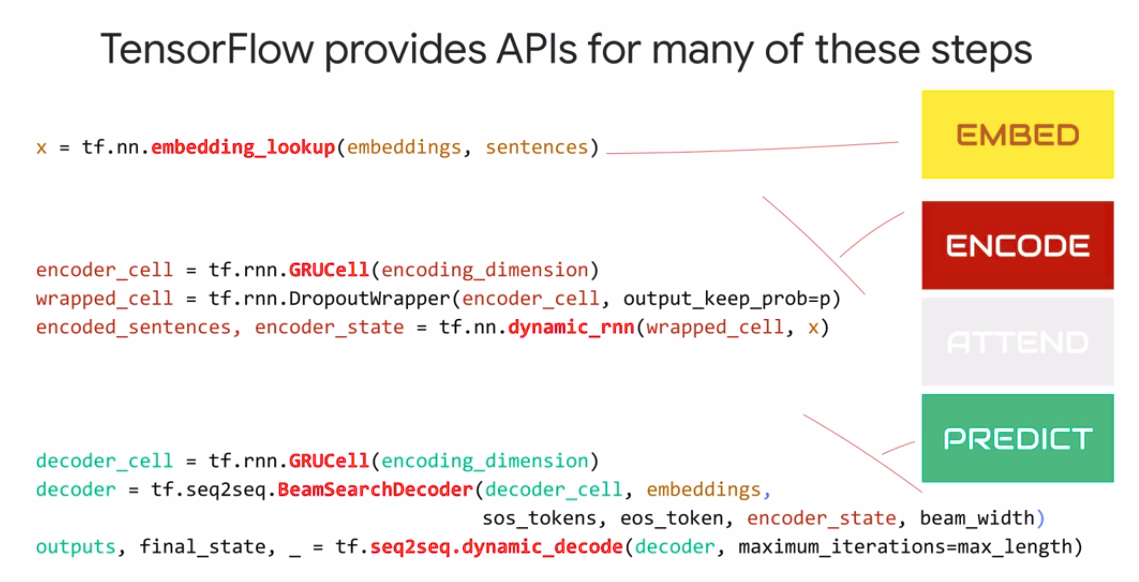 TensorFlow provides APIs for many of these steps
EMBED
x = tf.nn.embedding_lookup(embeddings, sentences)
ENCODE
encoder_cell = tf.rnn.GRUCell(encoding_dimension)
wrapped_cell = tf.rnn.DropoutWrapper(encoder_cell, output_keep_prob=p)
encoded_sentences, encoder_state = tf.nn.dynamic_rnn(wrapped_cell, x)
ATTEND
PREDICT
decoder_cell = tf.rnn.GRUCell(encoding_dimension)
decoder = tf.seq2seq.BeamSearchDecoder(decoder_cell, embeddings,
sos_tokens, eos_token, encoder_state, beam_width)
outputs, final_state, _ = tf.seq2seq.dynamic_decode(decoder, maximum_iterations=max_length)